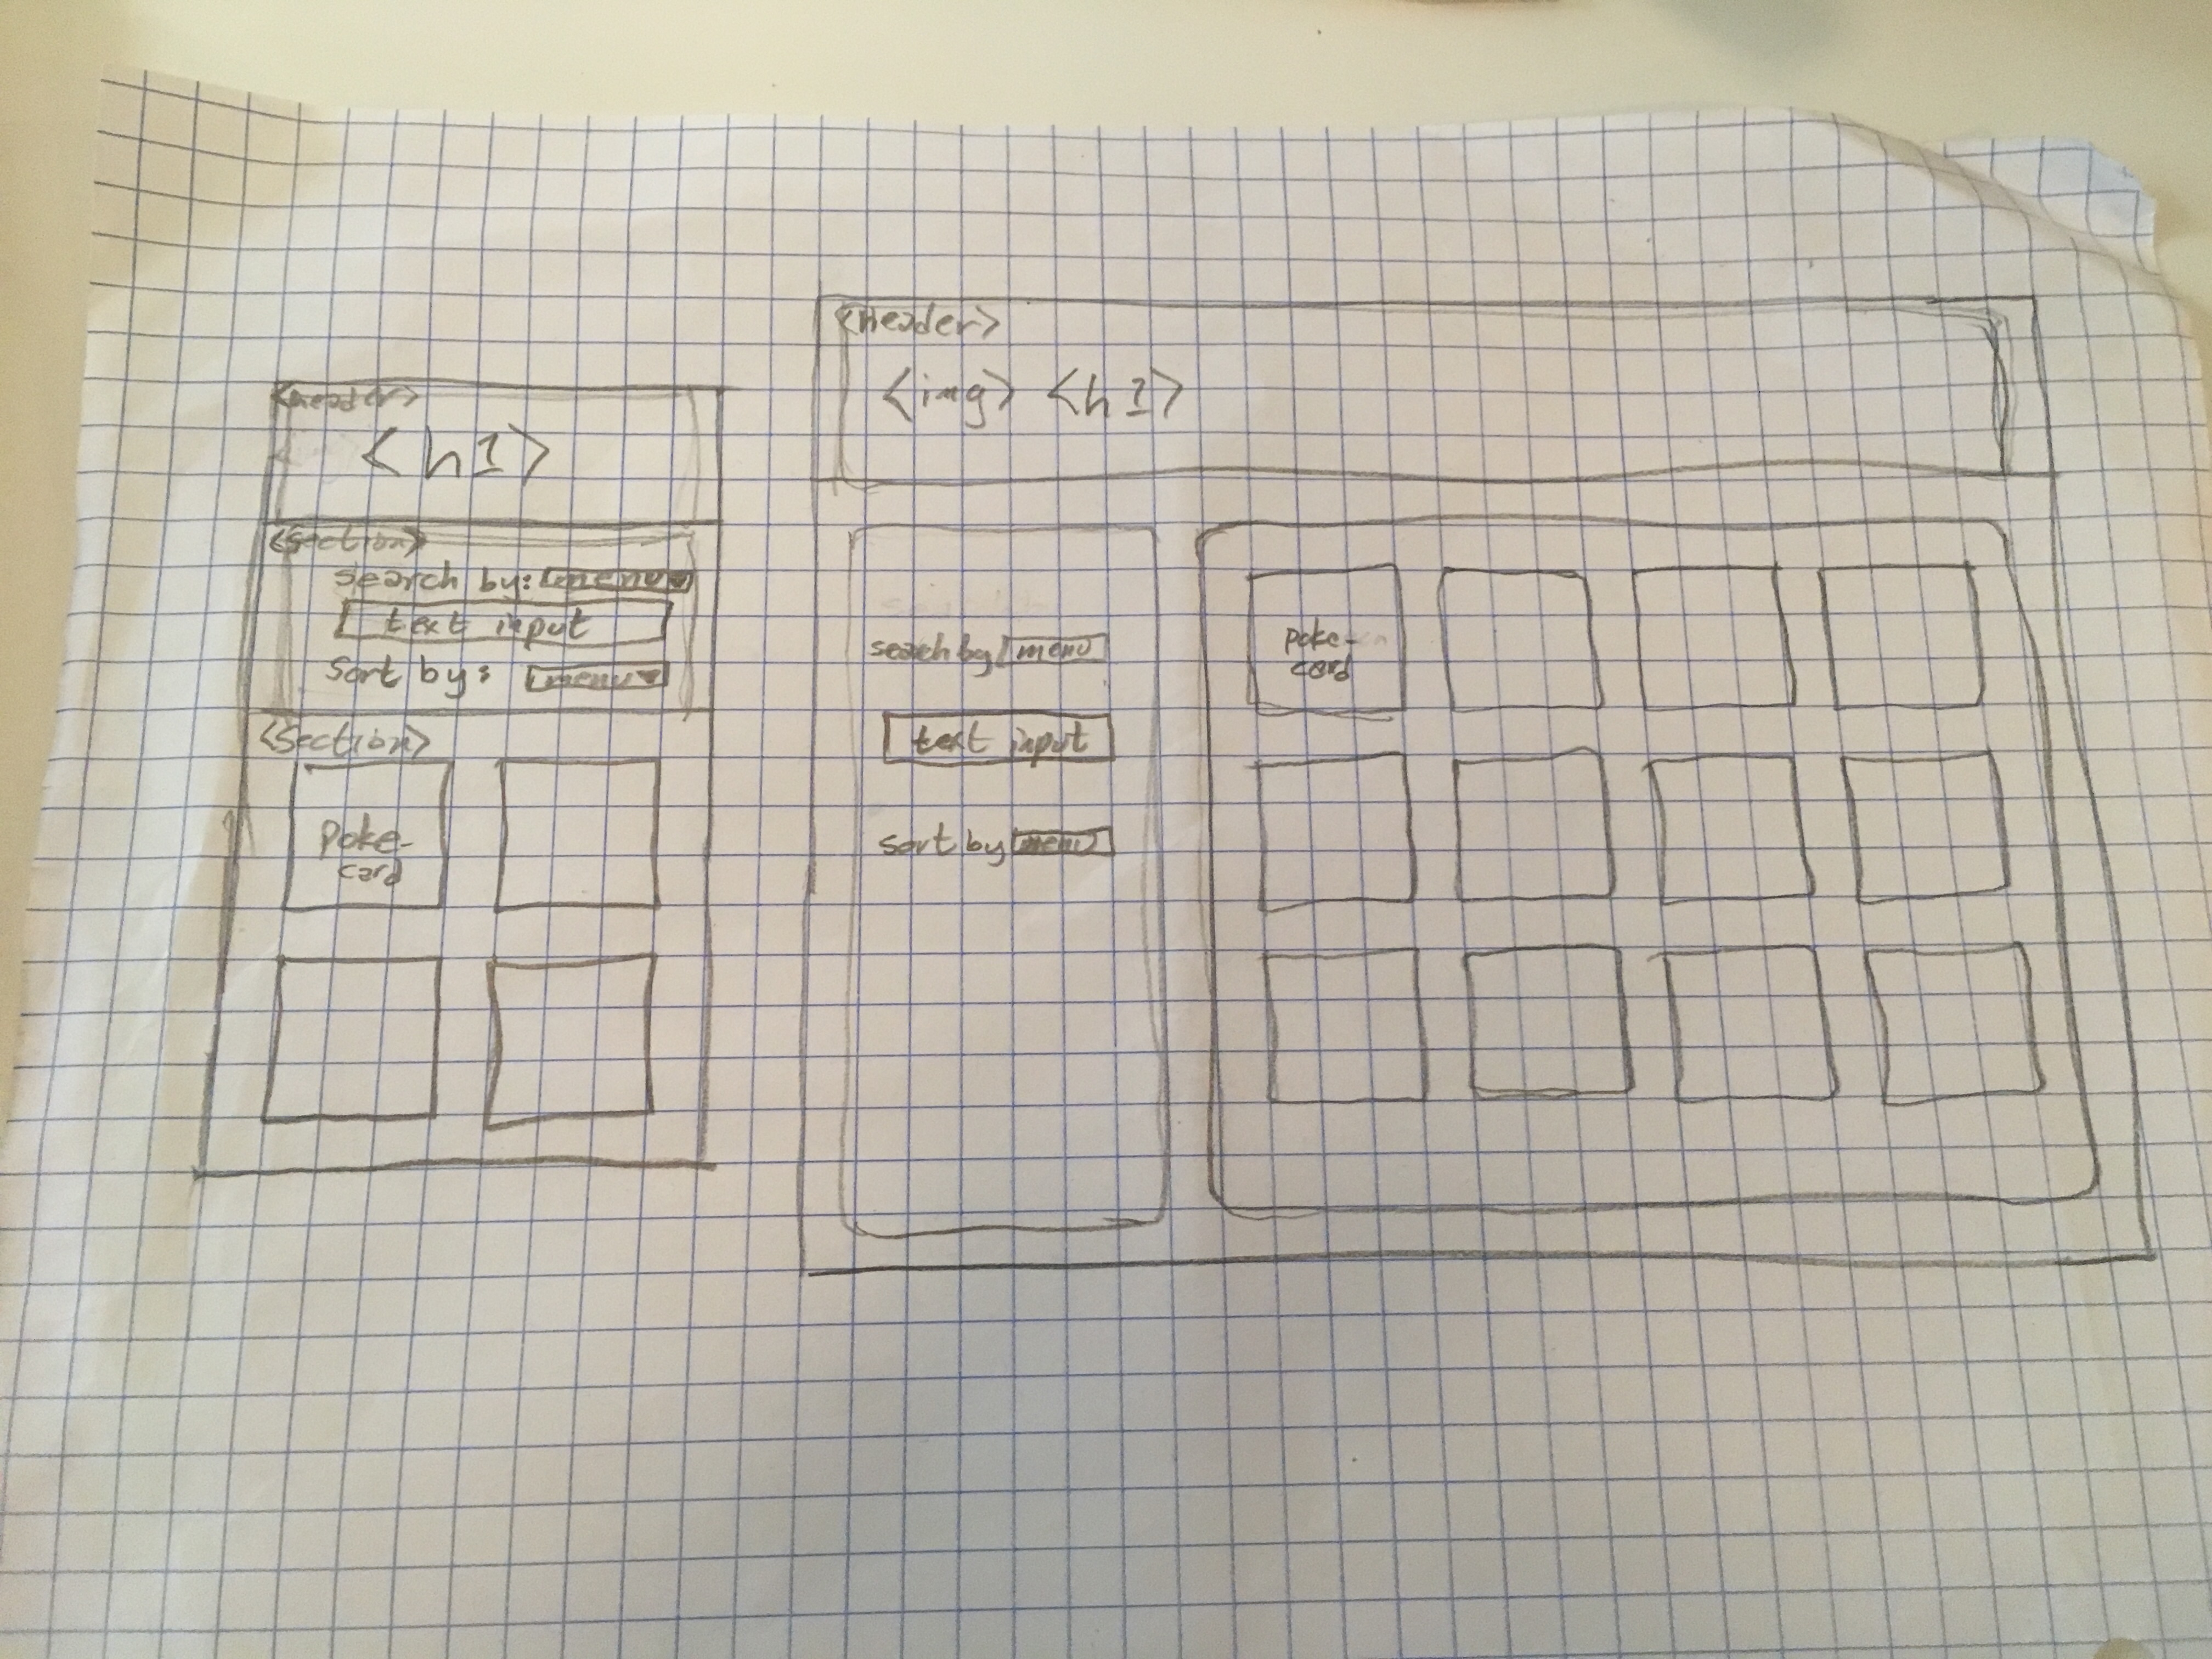 <header>
<h1>
<section>
search by: menu
text input
sort by: menu
<section>
poke-
card
<header>
<img> <h1>
search by menu
text input
sort by menu
poke-
card